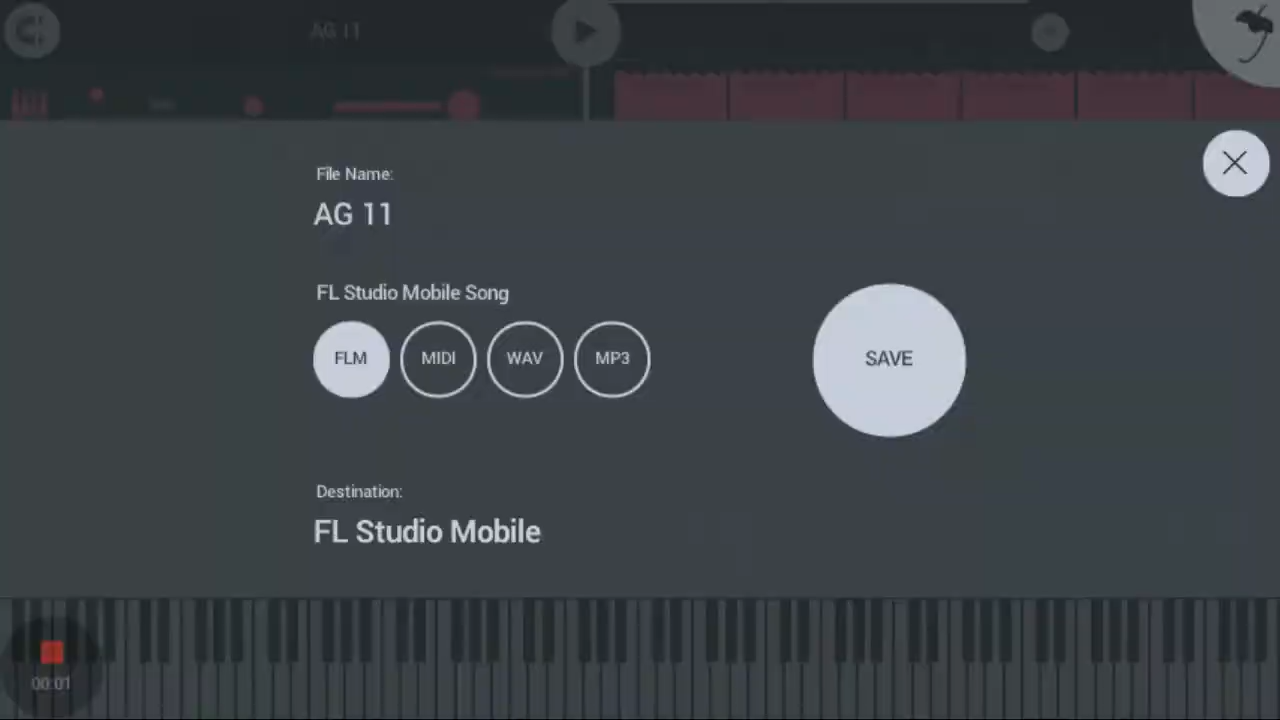 AG 11
File Name:
AG 11
FL Studio Mobile Song
FLM MIDI WAV MP3
SAVE
Destination:
FL Studio Mobile
00:01